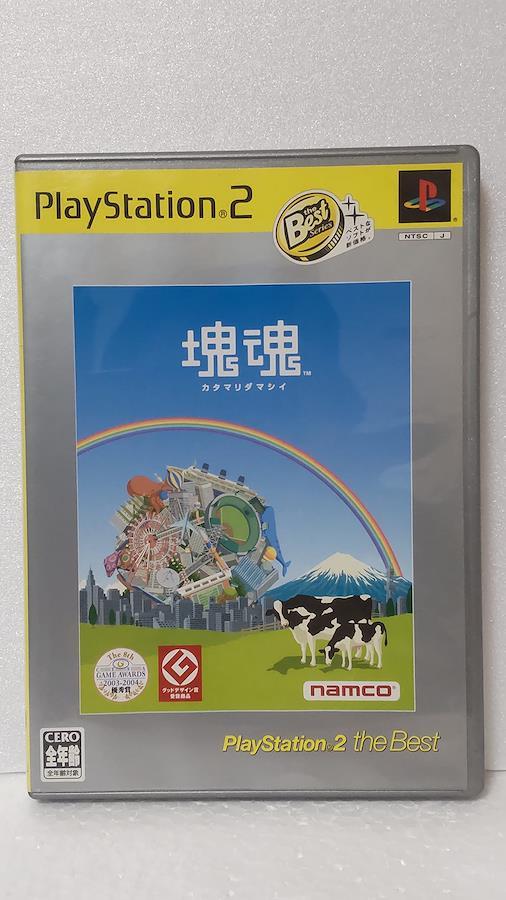 PlayStation®2
the
Best
Series
ベストな
ソフトが
新価格。
NTSC J
塊魂™
カタマリダマシイ
The 8th
GAME AWARDS
2003-2004
優秀賞
グッドデザイン賞
受賞商品
namco®
PlayStation®2 the Best
CERO
全年齢
全年齢対象